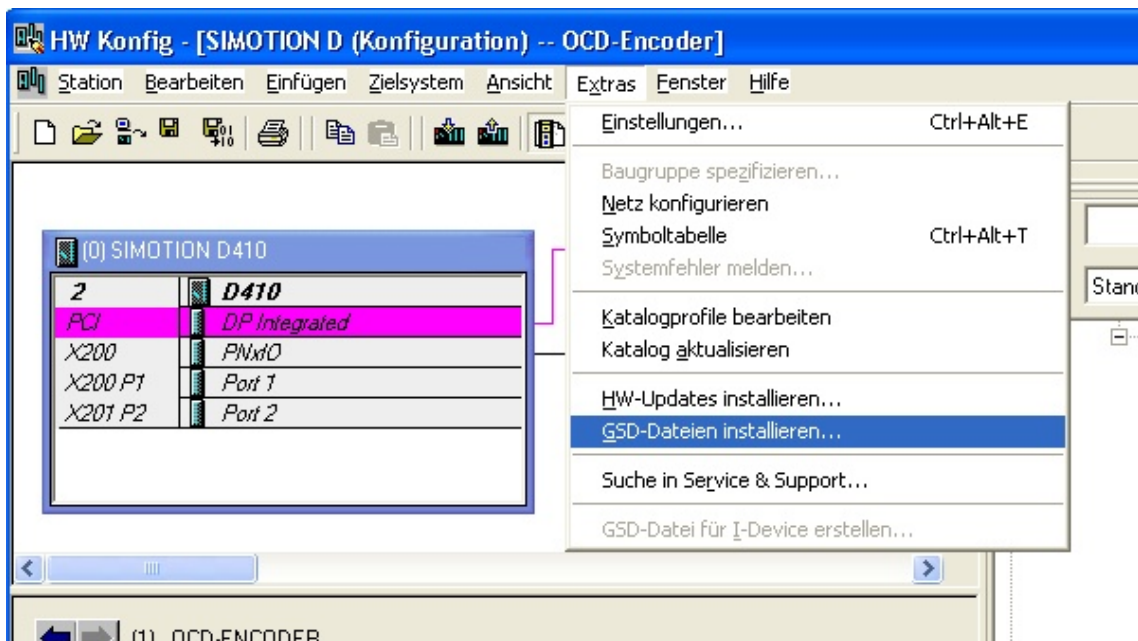 HW Konfig - [SIMOTION D (Konfiguration) -- OCD-Encoder]
Station Bearbeiten Einfügen Zielsystem Ansicht Extras Fenster Hilfe
Einstellungen... Ctrl+Alt+E
Baugruppe spezifizieren...
Netz konfigurieren
Symboltabelle Ctrl+Alt+T
Systemfehler melden...
Katalogprofile bearbeiten
Katalog aktualisieren
HW-Updates installieren...
GSD-Dateien installieren...
Suche in Service & Support...
GSD-Datei für I-Device erstellen...
(0) SIMOTION D410
2 D410
PCI DP Integrated
X200 PNxIO
X200 P1 Port 1
X201 P2 Port 2
Stand
(1) OCD-ENCODER